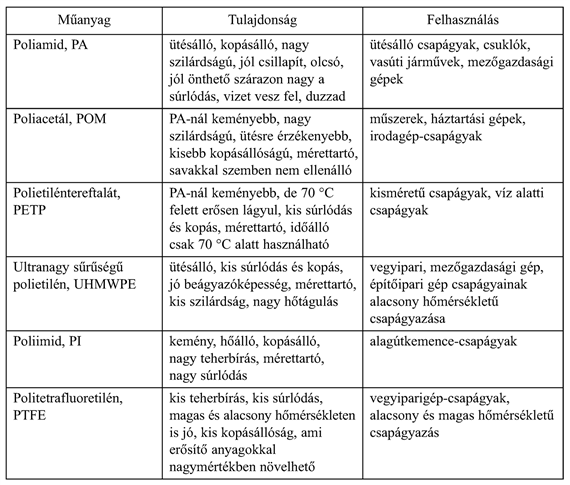 Műanyag
Tulajdonság
Felhasználás
Poliamid, PA
ütésálló, kopásálló, nagy
szilárdságú, jól csillapít, olcsó,
jól önthető szárazon nagy a
súrlódás, vizet vesz fel, duzzad
ütésálló csapágyak, csuklók,
vasúti járművek, mezőgazdasági
gépek
Poliacetál, POM
PA-nál keményebb, nagy
szilárdságú, ütésre érzékenyebb,
kisebb kopásállóságú, mérettartó,
savakkal szemben nem ellenálló
műszerek, háztartási gépek,
irodagép-csapágyak
Polietiléntereftalát,
PETP
PA-nál keményebb, de 70 °C
felett erősen lágyul, kis súrlódás
és kopás, mérettartó, időálló
csak 70 °C alatt használható
kisméretű csapágyak, víz alatti
csapágyak
Ultranagy sűrűségű
polietilén, UHMWPE
ütésálló, kis súrlódás és kopás,
jó beágyazóképesség, mérettartó,
kis szilárdság, nagy hőtágulás
vegyipari, mezőgazdasági gép,
építőipari gép csapágyainak
alacsony hőmérsékletű
csapágyazása
Poliimid, PI
kemény, hőálló, kopásálló,
nagy teherbírás, mérettartó,
nagy súrlódás
alagútkemence-csapágyak
Politetrafluoretilén,
PTFE
kis teherbírás, kis súrlódás,
magas és alacsony hőmérsékleten
is jó, kis kopásállóság, ami
erősítő anyagokkal
nagymértékben növelhető
vegyiparigép-csapágyak,
alacsony és magas hőmérsékletű
csapágyazás